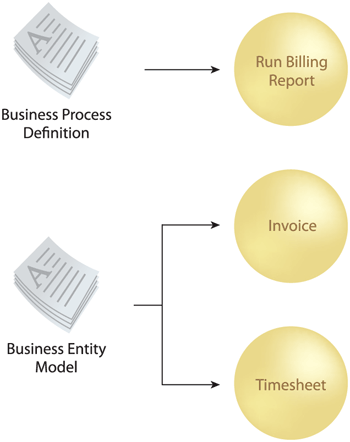 A
Run Billing
Report
Business Process
Definition
Invoice
A
Business Entity
Model
Timesheet